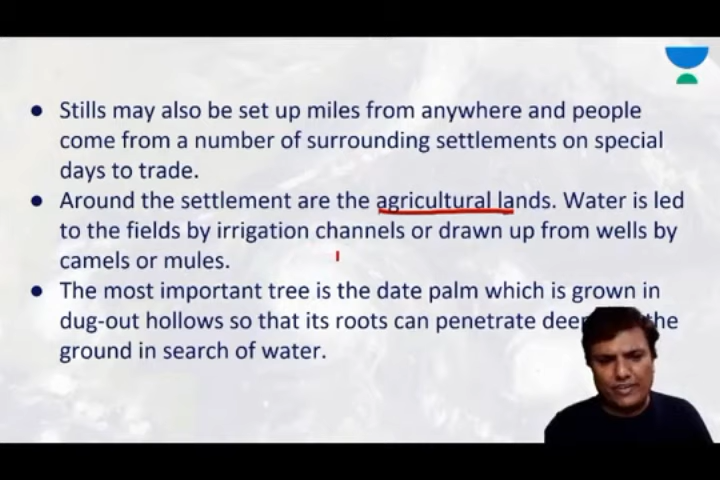 ● Stills may also be set up miles from anywhere and people
come from a number of surrounding settlements on special
days to trade.
● Around the settlement are the agricultural lands. Water is led
to the fields by irrigation channels or drawn up from wells by
camels or mules.
● The most important tree is the date palm which is grown in
dug-out hollows so that its roots can penetrate the
ground in search of water.